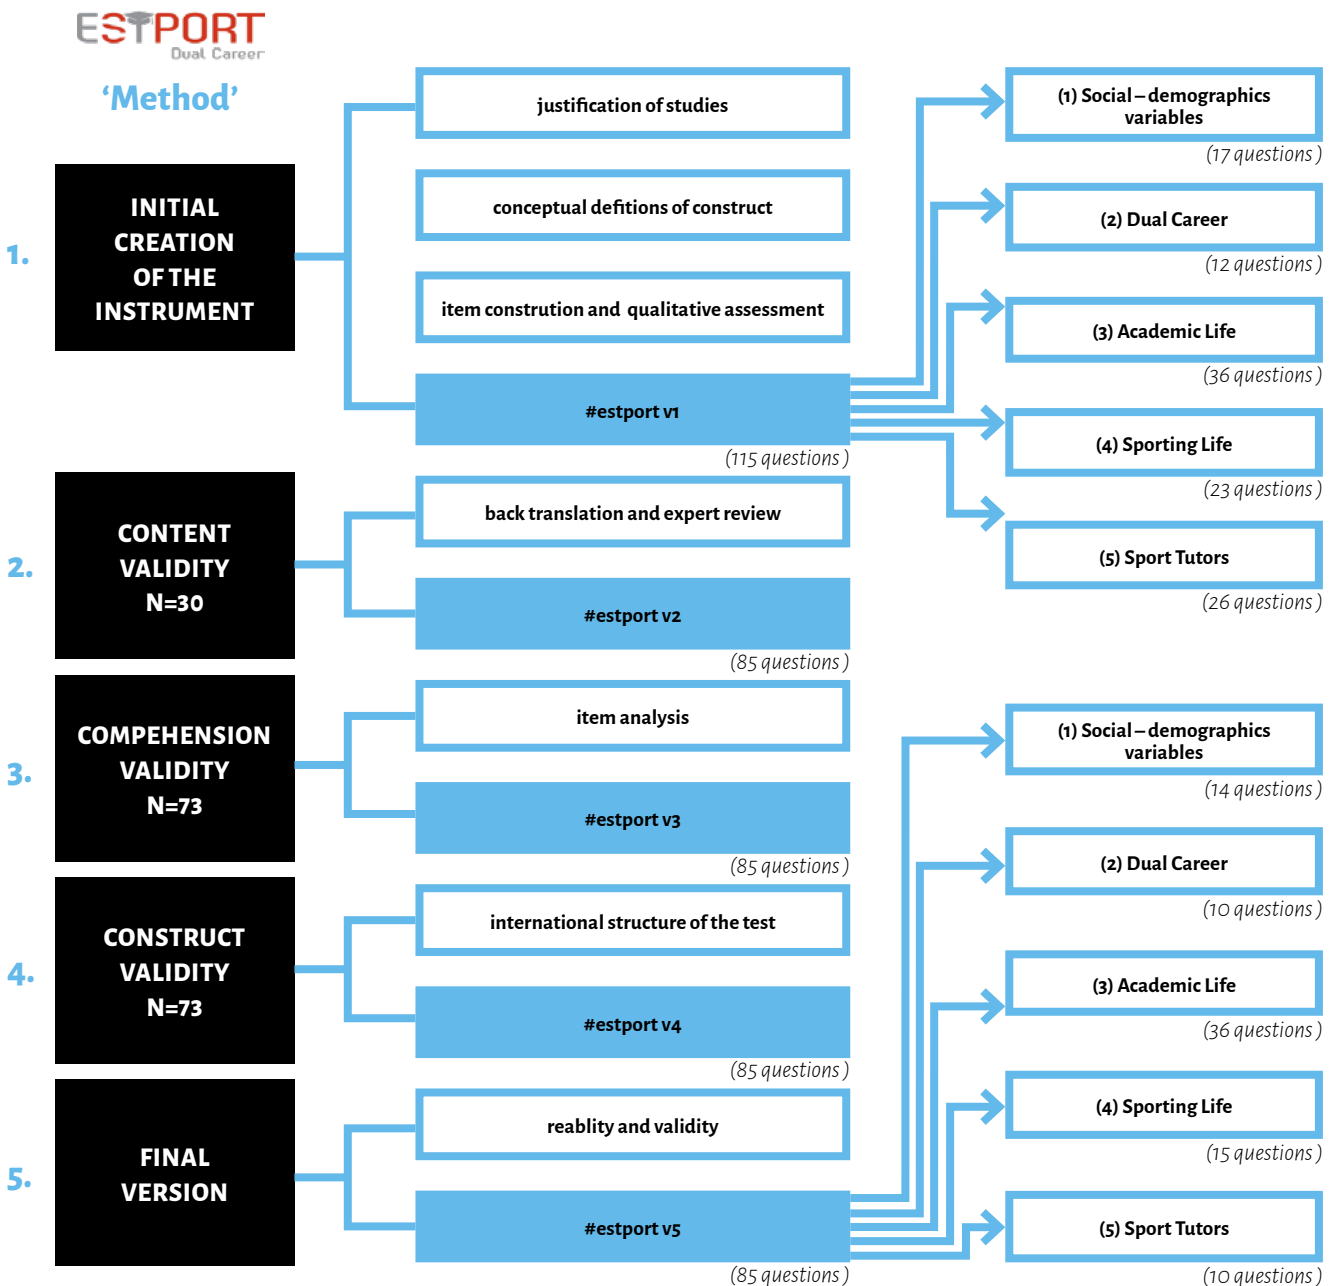 ESTPORT
Dual Career
‘Method’
1.
INITIAL
CREATION
OF THE
INSTRUMENT
justification of studies
conceptual defitions of construct
item constrution and qualitative assessment
#estport v1
(115 questions )
(1) Social – demographics
variables
(17 questions )
(2) Dual Career
(12 questions )
(3) Academic Life
(36 questions )
(4) Sporting Life
(23 questions )
(5) Sport Tutors
(26 questions )
2.
CONTENT
VALIDITY
N=30
back translation and expert review
#estport v2
(85 questions )
3.
COMPEHENSION
VALIDITY
N=73
item analysis
#estport v3
(85 questions )
4.
CONSTRUCT
VALIDITY
N=73
international structure of the test
#estport v4
(85 questions )
5.
FINAL
VERSION
reablity and validity
#estport v5
(85 questions )
(1) Social – demographics
variables
(14 questions )
(2) Dual Career
(10 questions )
(3) Academic Life
(36 questions )
(4) Sporting Life
(15 questions )
(5) Sport Tutors
(10 questions )